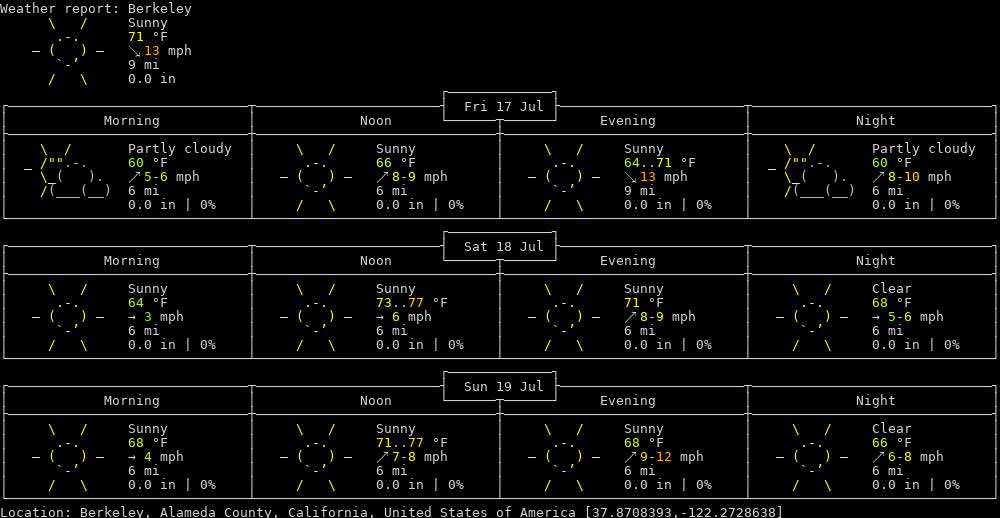 Weather report: Berkeley
Sunny
71 °F
↘ 13 mph
9 mi
0.0 in
Fri 17 Jul
Morning Noon Evening Night
Partly cloudy Sunny Sunny Partly cloudy
60 °F 66 °F 64..71 °F 60 °F
↗ 5-6 mph ↗ 8-9 mph ↘ 13 mph ↗ 8-10 mph
6 mi 6 mi 9 mi 6 mi
0.0 in | 0% 0.0 in | 0% 0.0 in | 0% 0.0 in | 0%
Sat 18 Jul
Morning Noon Evening Night
Sunny Sunny Sunny Clear
64 °F 73..77 °F 71 °F 68 °F
→ 3 mph → 6 mph ↗ 8-9 mph → 5-6 mph
6 mi 6 mi 6 mi 6 mi
0.0 in | 0% 0.0 in | 0% 0.0 in | 0% 0.0 in | 0%
Sun 19 Jul
Morning Noon Evening Night
Sunny Sunny Sunny Clear
68 °F 71..77 °F 68 °F 66 °F
→ 4 mph ↗ 7-8 mph ↗ 9-12 mph ↗ 6-8 mph
6 mi 6 mi 6 mi 6 mi
0.0 in | 0% 0.0 in | 0% 0.0 in | 0% 0.0 in | 0%
Location: Berkeley, Alameda County, California, United States of America [37.8708393,-122.2728638]